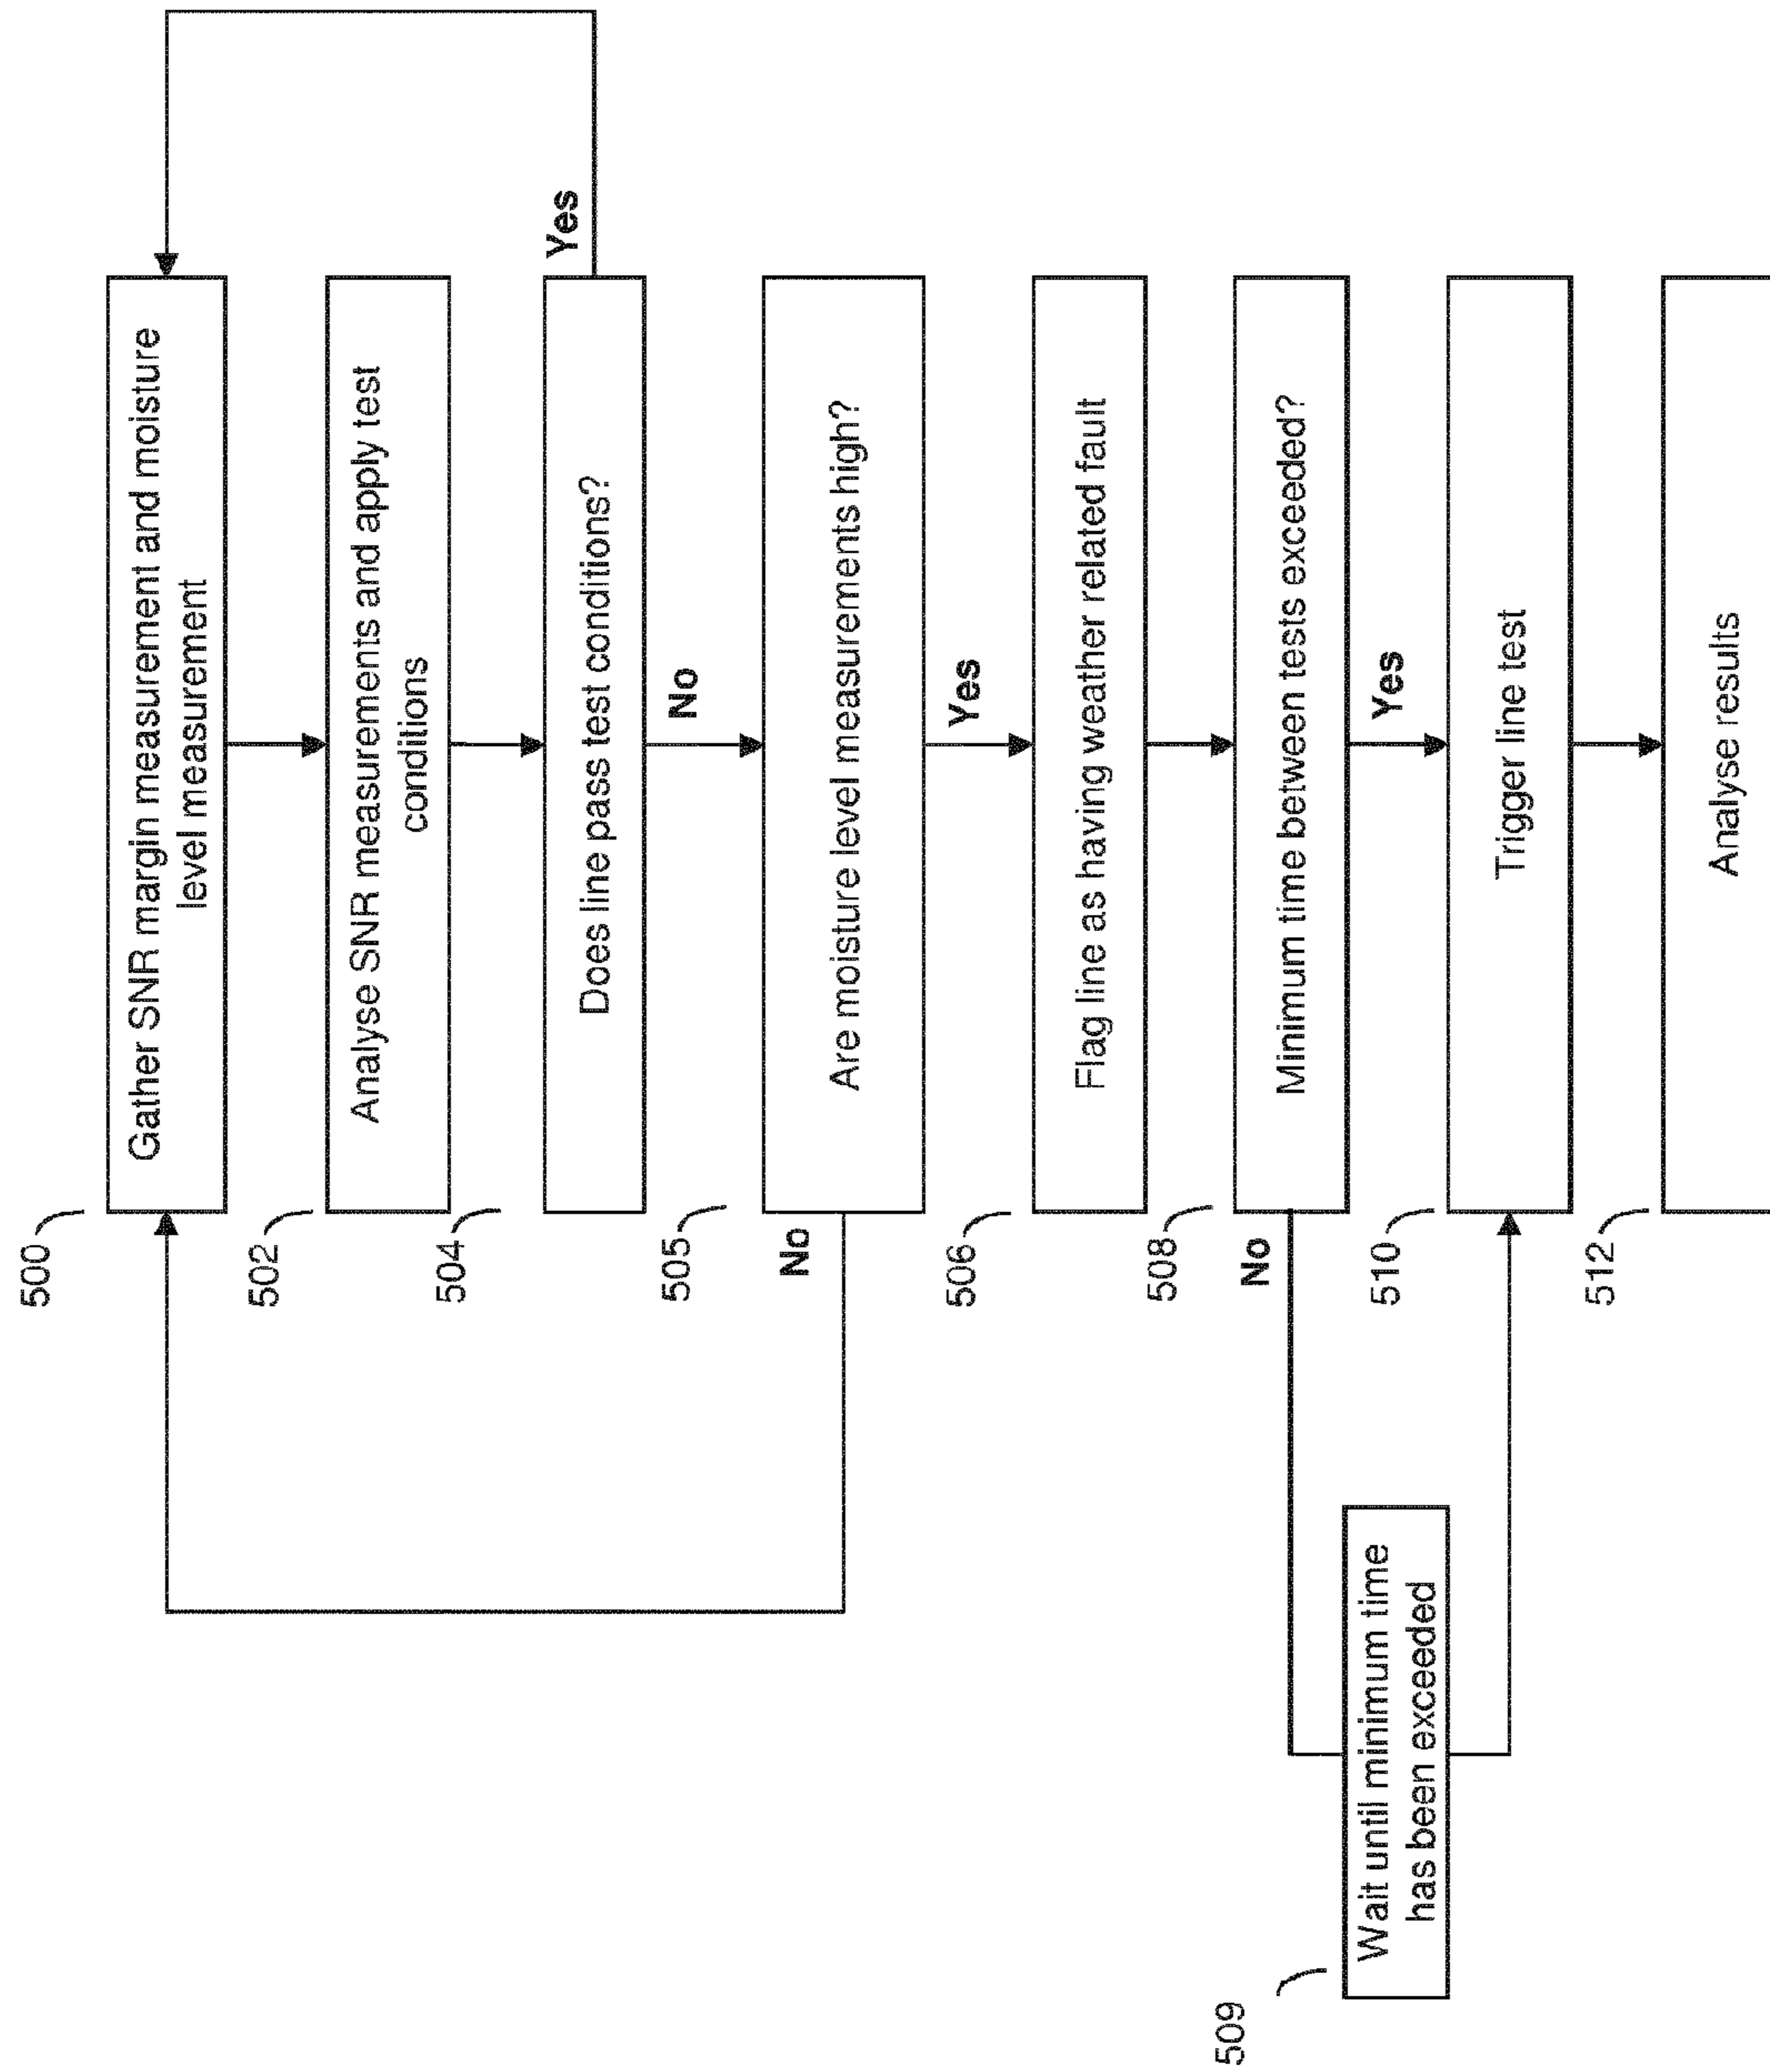 500
Gather SNR margin measurement and moisture
level measurement
502
Analyse SNR measurements and apply test
conditions
504
Does line pass test conditions?
Yes
No
505
Are moisture level measurements high?
No
Yes
506
Flag line as having weather related fault
508
Minimum time between tests exceeded?
No
Yes
509
Wait until minimum time
has been exceeded
510
Trigger line test
512
Analyse results